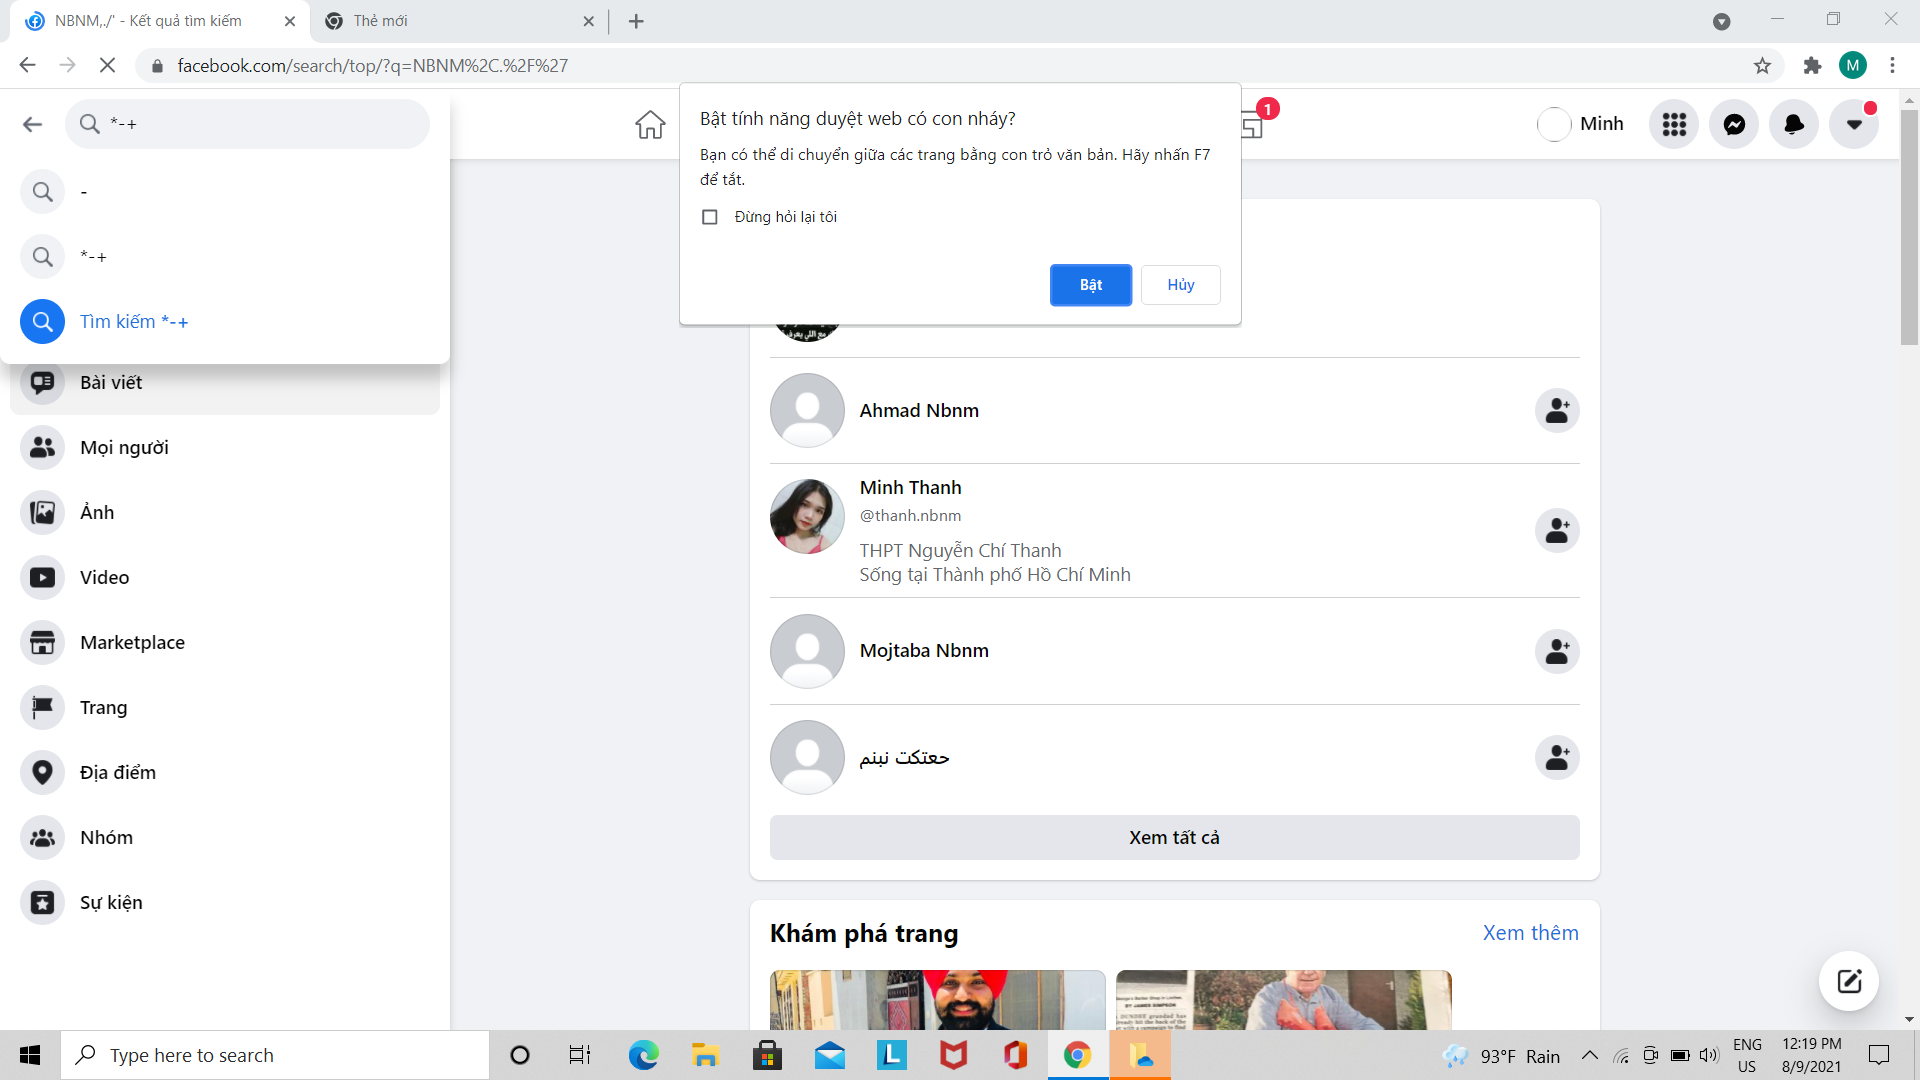 NBNM,./' - Kết quả tìm kiếm
Thẻ mới
facebook.com/search/top/?q=NBNM%2C.%2F%27
M
*-+
-
*-+
Tìm kiếm *-+
Bài viết
Mọi người
Ảnh
Video
Marketplace
Trang
Địa điểm
Nhóm
Sự kiện
Bật tính năng duyệt web có con nháy?
Bạn có thể di chuyển giữa các trang bằng con trỏ văn bản. Hãy nhấn F7
để tắt.
Đừng hỏi lại tôi
Bật
Hủy
1
Minh
Ahmad Nbnm
Minh Thanh
@thanh.nbnm
THPT Nguyễn Chí Thanh
Sống tại Thành phố Hồ Chí Minh
Mojtaba Nbnm
حعتكت نبنم
Xem tất cả
Khám phá trang
Xem thêm
BY JAMES SIMPSON
Type here to search
L
93°F Rain
ENG
US
12:19 PM
8/9/2021